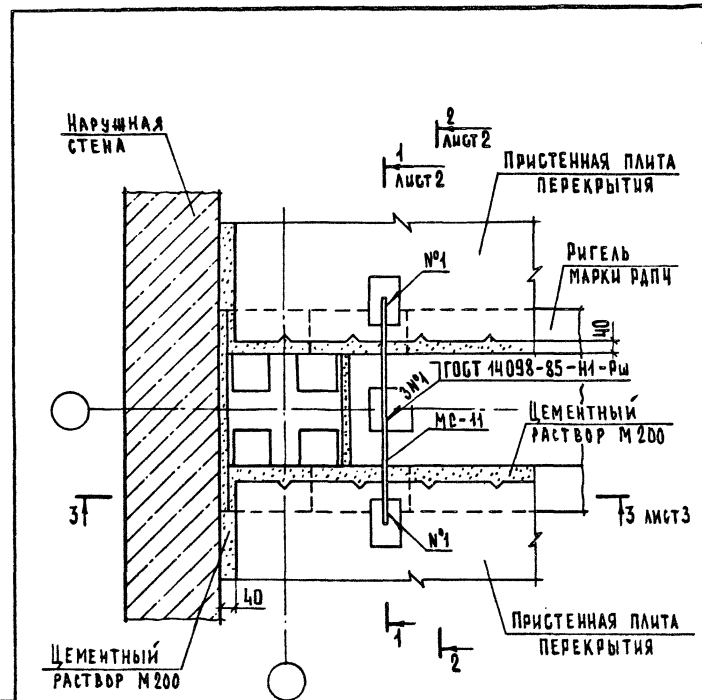 Наружная
стена
2
лист 2
1
лист 2
Пристенная плита
перекрытия
№1
Ригель
марки РДПЧ
40
ГОСТ 14098-85-Н1-Рш
3№1
МС-11
Цементный
раствор М200
3
3 лист 3
№1
40
1
2
Пристенная плита
перекрытия
Цементный
раствор М200